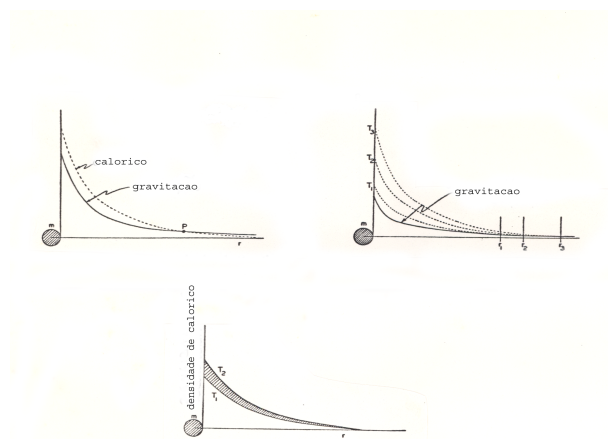 calorico
gravitacao
m
P
r
T3
T2
T1
gravitacao
m
r1
r2
r3
densidade de calorico
T2
T1
m
r